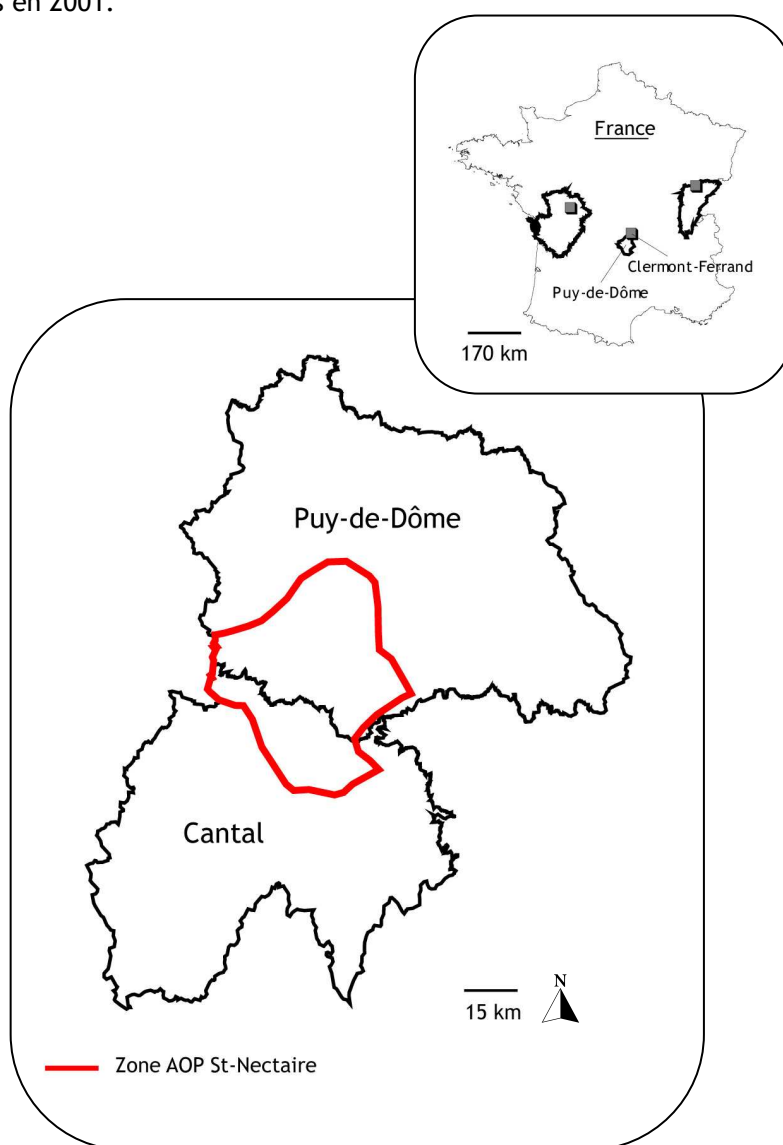 s en 2001.
France
Clermont-Ferrand
Puy-de-Dôme
170 km
Puy-de-Dôme
Cantal
N
15 km
Zone AOP St-Nectaire